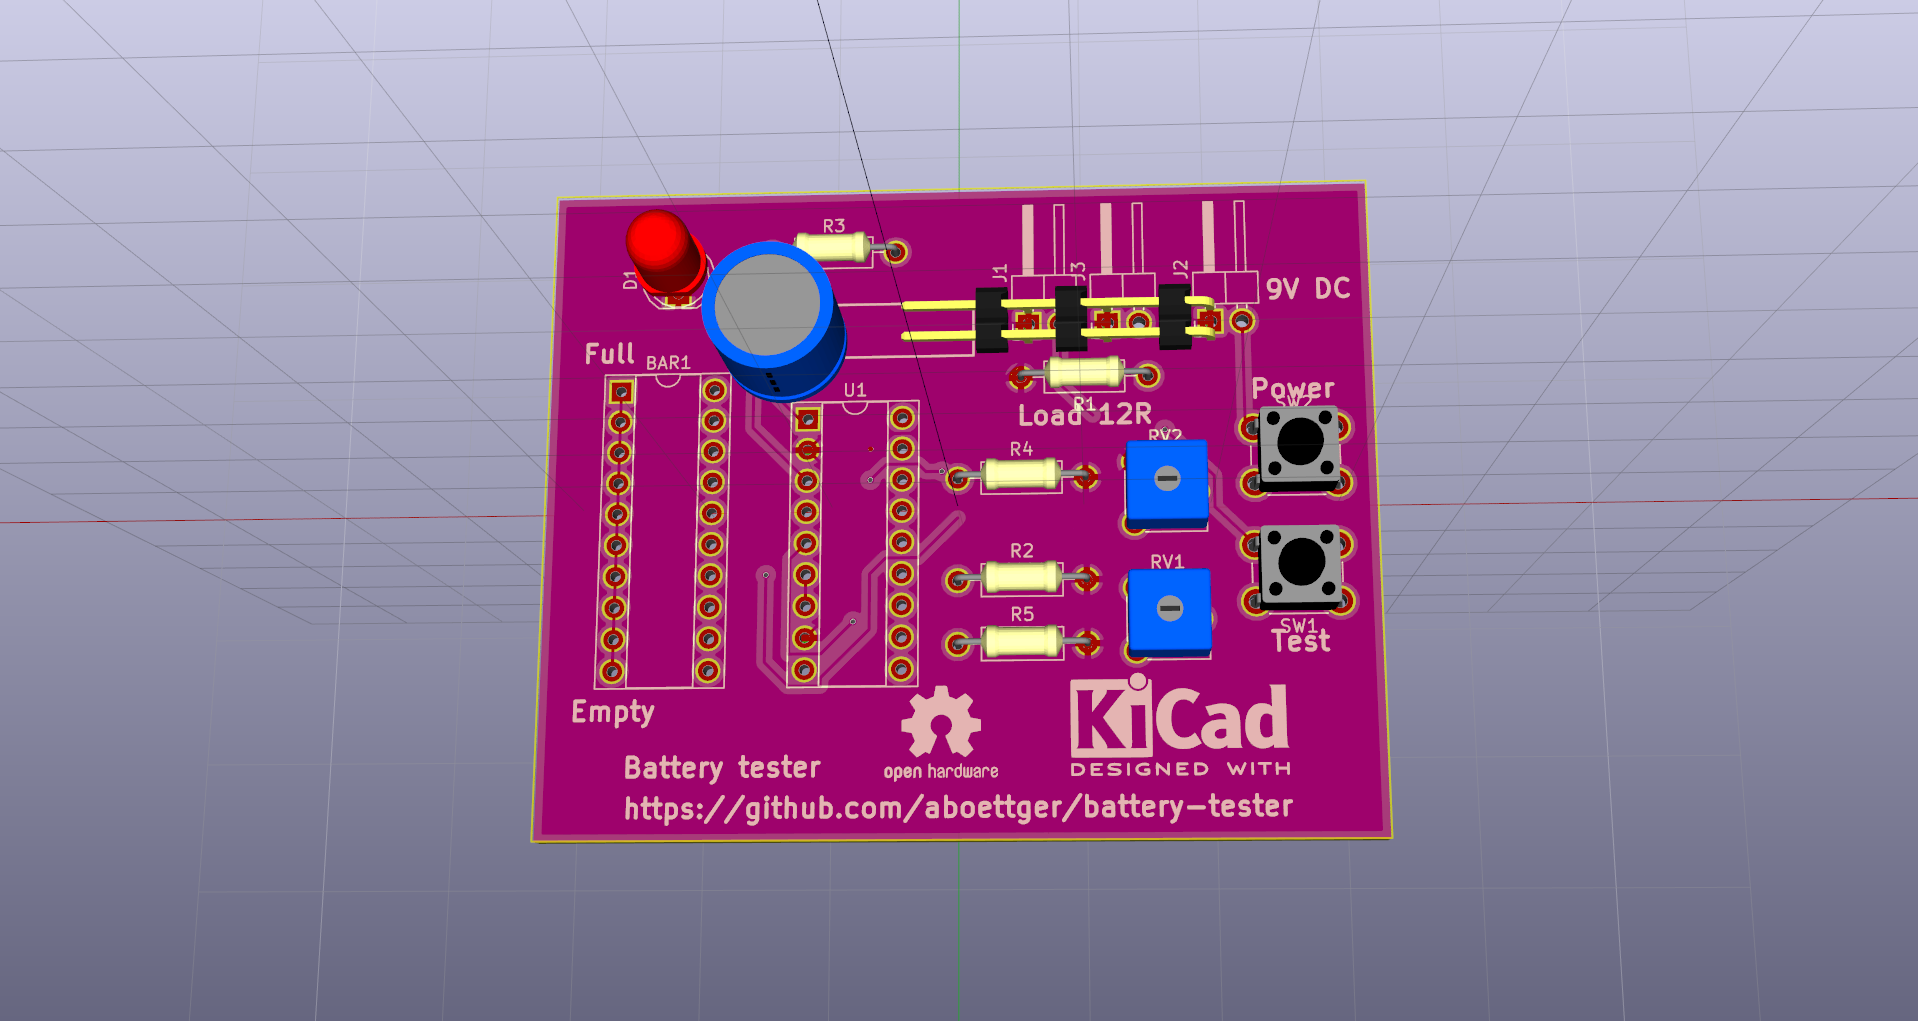 R3
D1
J1
J3
J2
9V DC
Full
BAR1
U1
R1
Load 12R
Power
SW2
R4
RV2
R2
RV1
R5
SW1
Test
Empty
KiCad
open hardware
DESIGNED WITH
Battery tester
https://github.com/aboettger/battery-tester